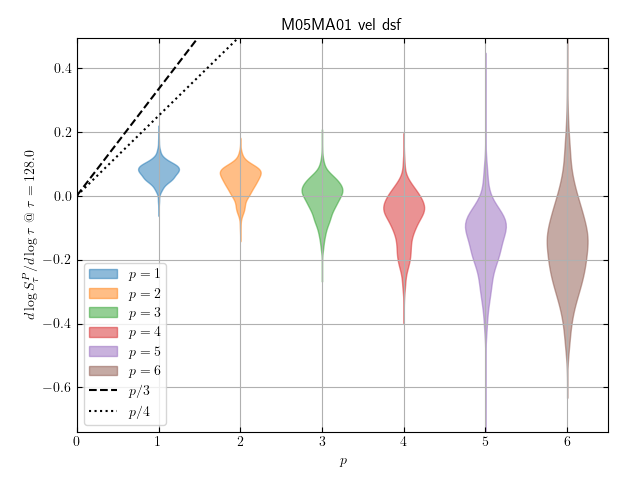 M05MA01 vel dsf
d log S_τ^P / d log τ @ τ = 128.0
0.4
0.2
0.0
−0.2
−0.4
−0.6
p = 1
p = 2
p = 3
p = 4
p = 5
p = 6
p/3
p/4
0 1 2 3 4 5 6
p